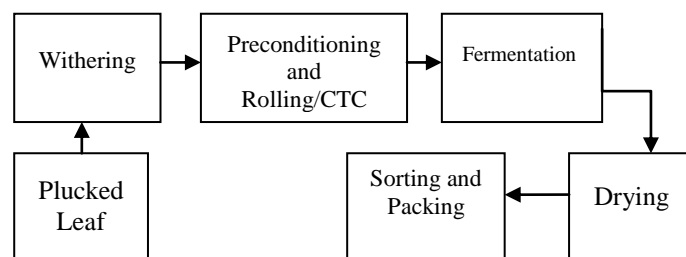 Withering
Preconditioning
and
Rolling/CTC
Fermentation
Plucked
Leaf
Sorting and
Packing
Drying